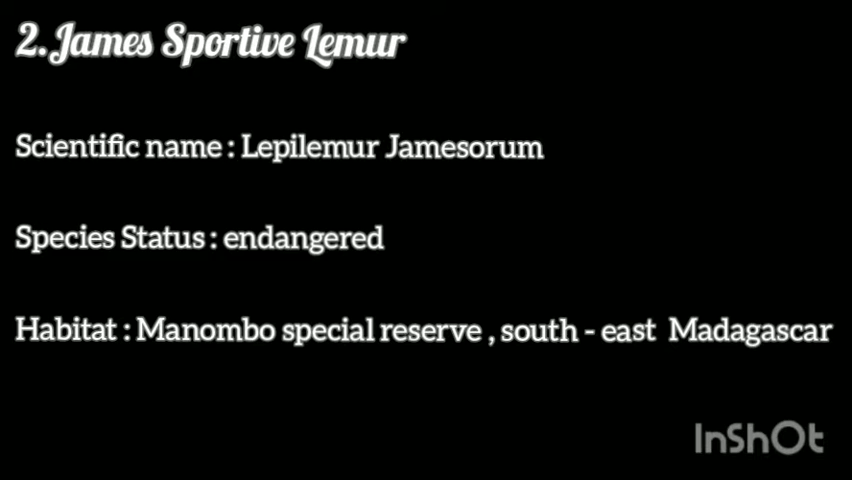 2. James Sportive Lemur
Scientific name : Lepilemur Jamesorum
Species Status : endangered
Habitat : Manombo special reserve , south - east Madagascar
InShOt